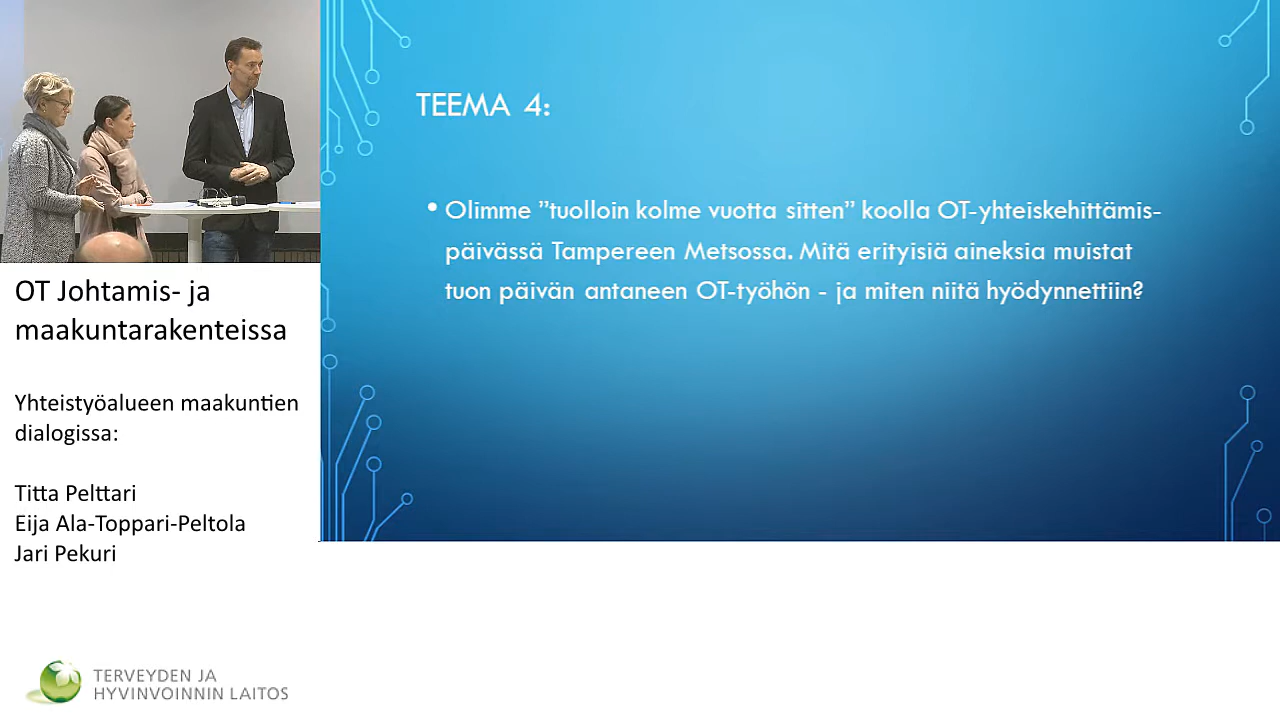 OT Johtamis- ja
maakuntarakenteissa
Yhteistyöalueen maakuntien
dialogissa:
Titta Pelttari
Eija Ala-Toppari-Peltola
Jari Pekuri
TERVEYDEN JA
HYVINVOINNIN LAITOS
TEEMA 4:
• Olimme ”tuolloin kolme vuotta sitten” koolla OT-yhteiskehittämis-
päivässä Tampereen Metsossa. Mitä erityisiä aineksia muistat
tuon päivän antaneen OT-työhön - ja miten niitä hyödynnettiin?